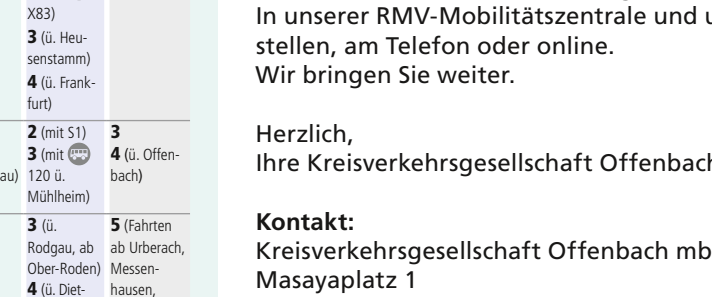 X83)
3 (ü. Heu-
senstamm)
4 (ü. Frank-
furt)
2 (mit S1)
3 (mit
120 ü.
Mühlheim)
3 (ü.
Rodgau, ab
Ober-Roden)
4 (ü. Diet-
3
4 (ü. Offen-
bach)
5 (Fahrten
ab Urberach,
Messen-
hausen,
In unserer RMV-Mobilitätszentrale und
stellen, am Telefon oder online.
Wir bringen Sie weiter.
Herzlich,
Ihre Kreisverkehrsgesellschaft Offenbach
Kontakt:
Kreisverkehrsgesellschaft Offenbach mb
Masayaplatz 1